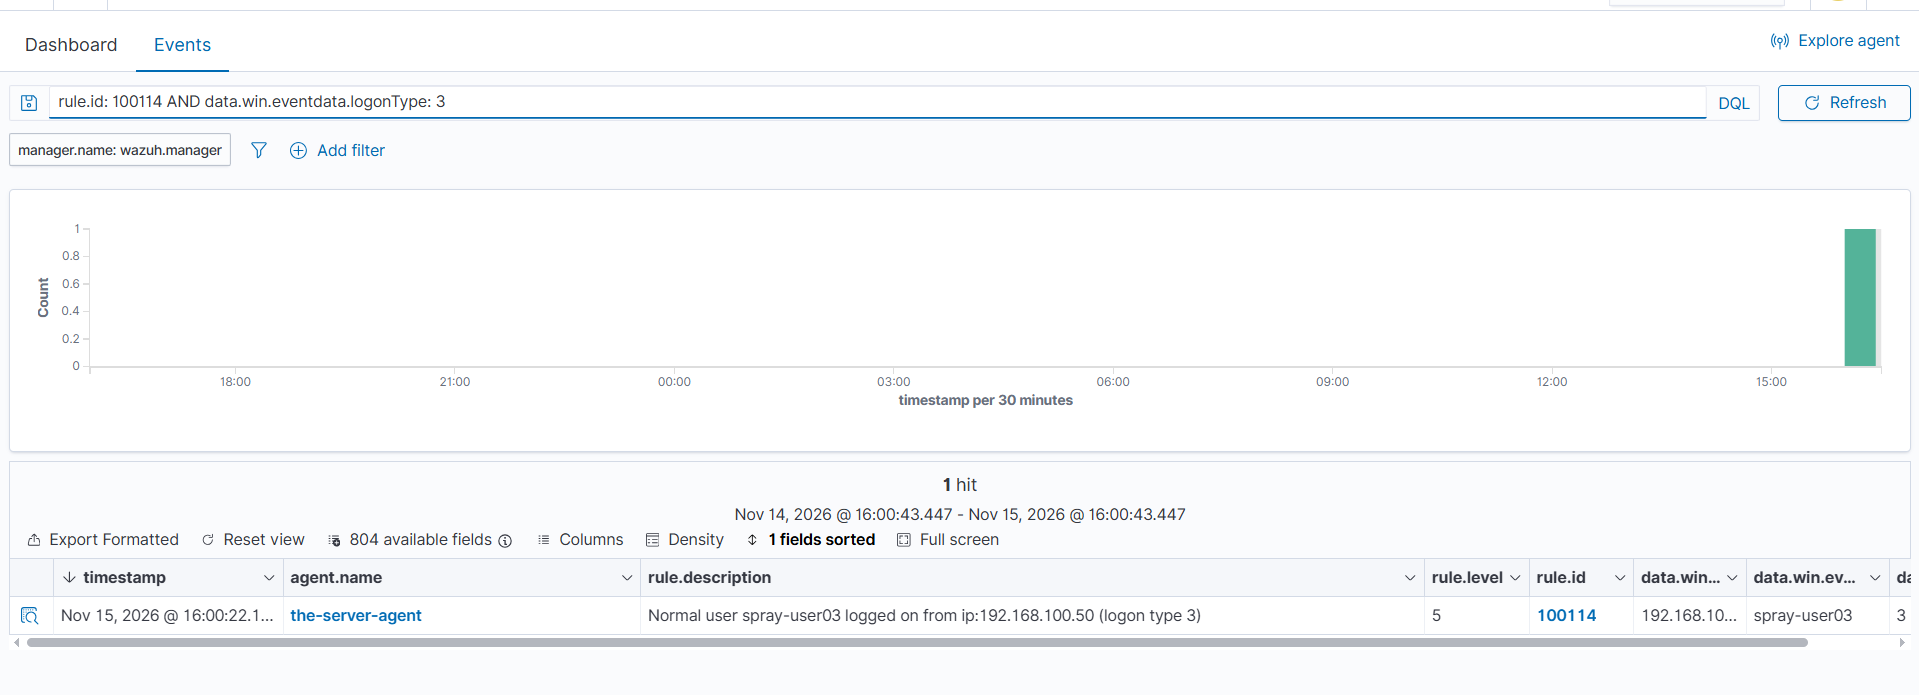 Dashboard Events Explore agent
rule.id: 100114 AND data.win.eventdata.logonType: 3 DQL Refresh
manager.name: wazuh.manager Add filter
1
0.8
0.6
0.4
0.2
0
Count
18:00 21:00 00:00 03:00 06:00 09:00 12:00 15:00
timestamp per 30 minutes
1 hit
Nov 14, 2026 @ 16:00:43.447 - Nov 15, 2026 @ 16:00:43.447
Export Formatted Reset view 804 available fields Columns Density 1 fields sorted Full screen
timestamp agent.name rule.description rule.level rule.id data.win... data.win.ev... da
Nov 15, 2026 @ 16:00:22.1... the-server-agent Normal user spray-user03 logged on from ip:192.168.100.50 (logon type 3) 5 100114 192.168.10... spray-user03 3